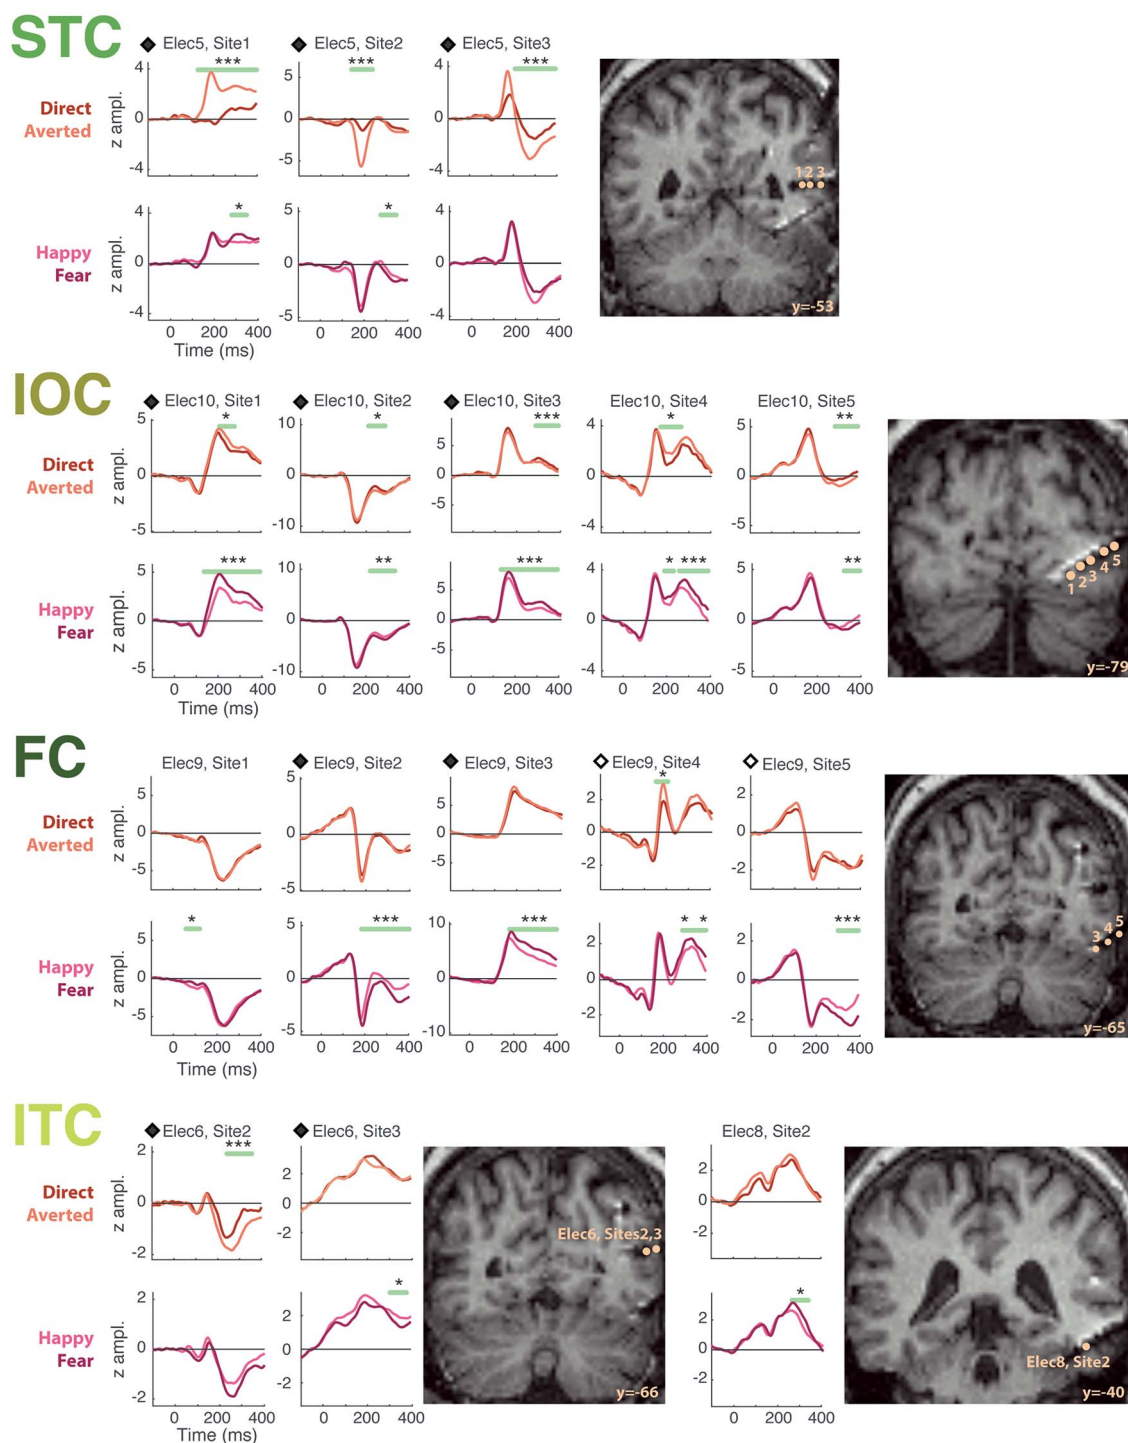 STC
◆ Elec5, Site1 ◆ Elec5, Site2 ◆ Elec5, Site3
*** *** ***
Direct
Averted
z ampl.
4 0 -4
5 0 -5
4 0 -4
1 2 3
* *
Happy
Fear
z ampl.
4 0 -4
5 0 -5
4 0 -4
0 200 400 0 200 400 0 200 400
Time (ms)
y=-53
IOC
◆ Elec10, Site1 ◆ Elec10, Site2 ◆ Elec10, Site3 Elec10, Site4 Elec10, Site5
* * *** * **
Direct
Averted
z ampl.
5 0 -5
10 0 -10
5 0 -5
4 0 -4
5 0 -5
*** ** *** * *** **
Happy
Fear
z ampl.
5 0 -5
10 0 -10
5 0 -5
4 0 -4
5 0 -5
0 200 400 0 200 400 0 200 400 0 200 400 0 200 400
Time (ms)
1 2 3 4 5
y=-79
FC
Elec9, Site1 ◆ Elec9, Site2 ◆ Elec9, Site3 ◇ Elec9, Site4 ◇ Elec9, Site5
*
Direct
Averted
z ampl.
5 0 -5
5 0 -5
5 0 -5
2 0 -2
2 0 -2
* *** *** * * ***
Happy
Fear
z ampl.
5 0 -5
5 0 -5
10 0 -10
2 0 -2
2 0 -2
0 200 400 0 200 400 0 200 400 0 200 400 0 200 400
Time (ms)
3 4 5
y=-65
ITC
◆ Elec6, Site2 ◆ Elec6, Site3 Elec8, Site2
***
Direct
Averted
z ampl.
2 0 -2
2 0 -2
2 0 -2
Elec6, Sites2,3
* *
Happy
Fear
z ampl.
2 0 -2
2 0 -2
2 0 -2
0 200 400 0 200 400 0 200 400
Time (ms)
y=-66
Elec8, Site2
y=-40